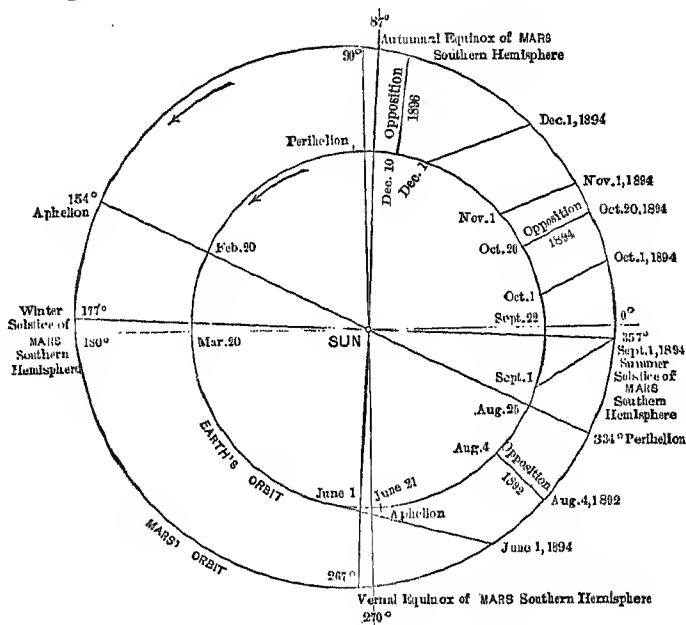 87°
Autumnal Equinox of MARS
Southern Hemisphere
90°
Opposition
1896
Dec. 1, 1894
Perihelion
Dec. 10
Dec. 1
Nov. 1, 1894
154°
Aphelion
Nov. 1
Oct. 20, 1894
Opposition
1894
Feb. 20
Oct. 20
Oct. 1, 1894
Oct. 1
Winter
Solstice of
MARS
Southern
Hemisphere
177°
180°
Sept. 22
0°
Mar. 20
SUN
357°
Sept. 1, 1894
Summer
Solstice of
MARS
Southern
Hemisphere
Sept. 1
Aug. 25
334° Perihelion
EARTH'S ORBIT
Aug. 4
Opposition
1892
Aug. 4, 1892
June 1
June 21
Aphelion
June 1, 1894
MARS' ORBIT
267°
Vernal Equinox of MARS Southern Hemisphere
270°